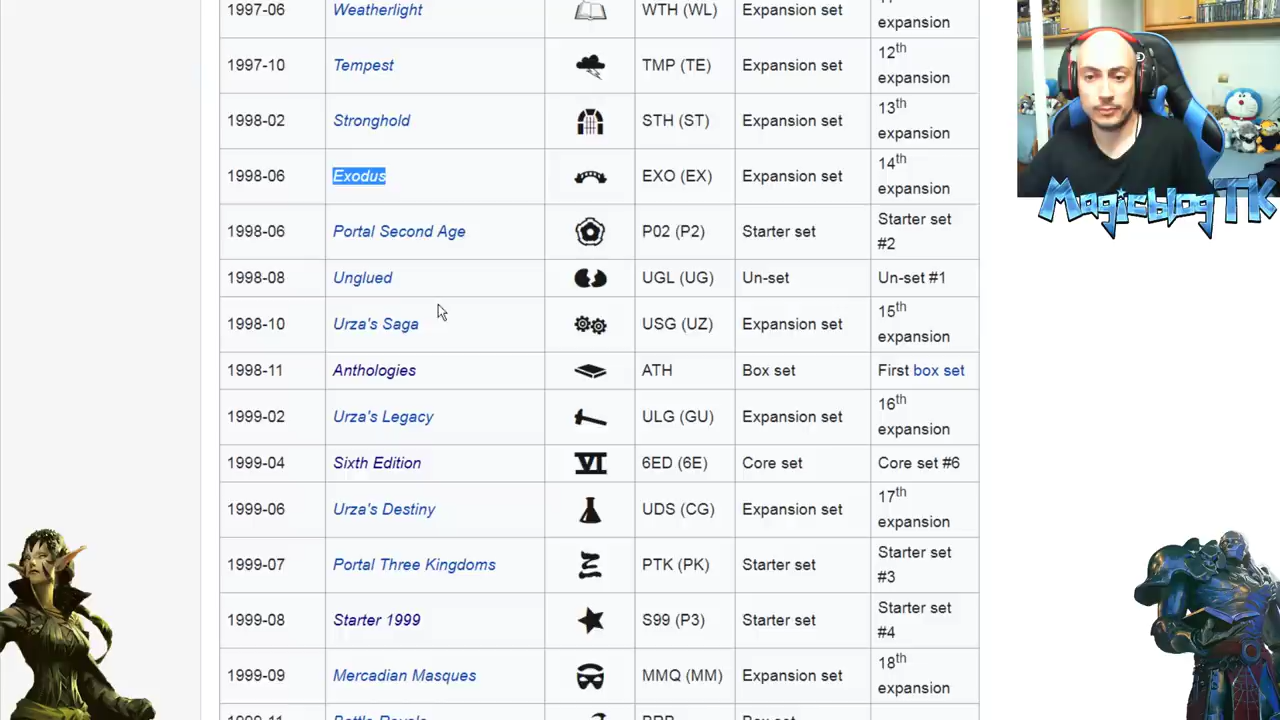 1997-06 Weatherlight WTH (WL) Expansion set
expansion
1997-10 Tempest TMP (TE) Expansion set 12th
expansion
1998-02 Stronghold STH (ST) Expansion set 13th
expansion
1998-06 Exodus EXO (EX) Expansion set 14th
expansion
1998-06 Portal Second Age P02 (P2) Starter set Starter set
#2
1998-08 Unglued UGL (UG) Un-set Un-set #1
1998-10 Urza's Saga USG (UZ) Expansion set 15th
expansion
1998-11 Anthologies ATH Box set First box set
1999-02 Urza's Legacy ULG (GU) Expansion set 16th
expansion
1999-04 Sixth Edition VI 6ED (6E) Core set Core set #6
1999-06 Urza's Destiny UDS (CG) Expansion set 17th
expansion
1999-07 Portal Three Kingdoms PTK (PK) Starter set Starter set
#3
1999-08 Starter 1999 S99 (P3) Starter set Starter set
#4
1999-09 Mercadian Masques MMQ (MM) Expansion set 18th
expansion
MagicblogTK